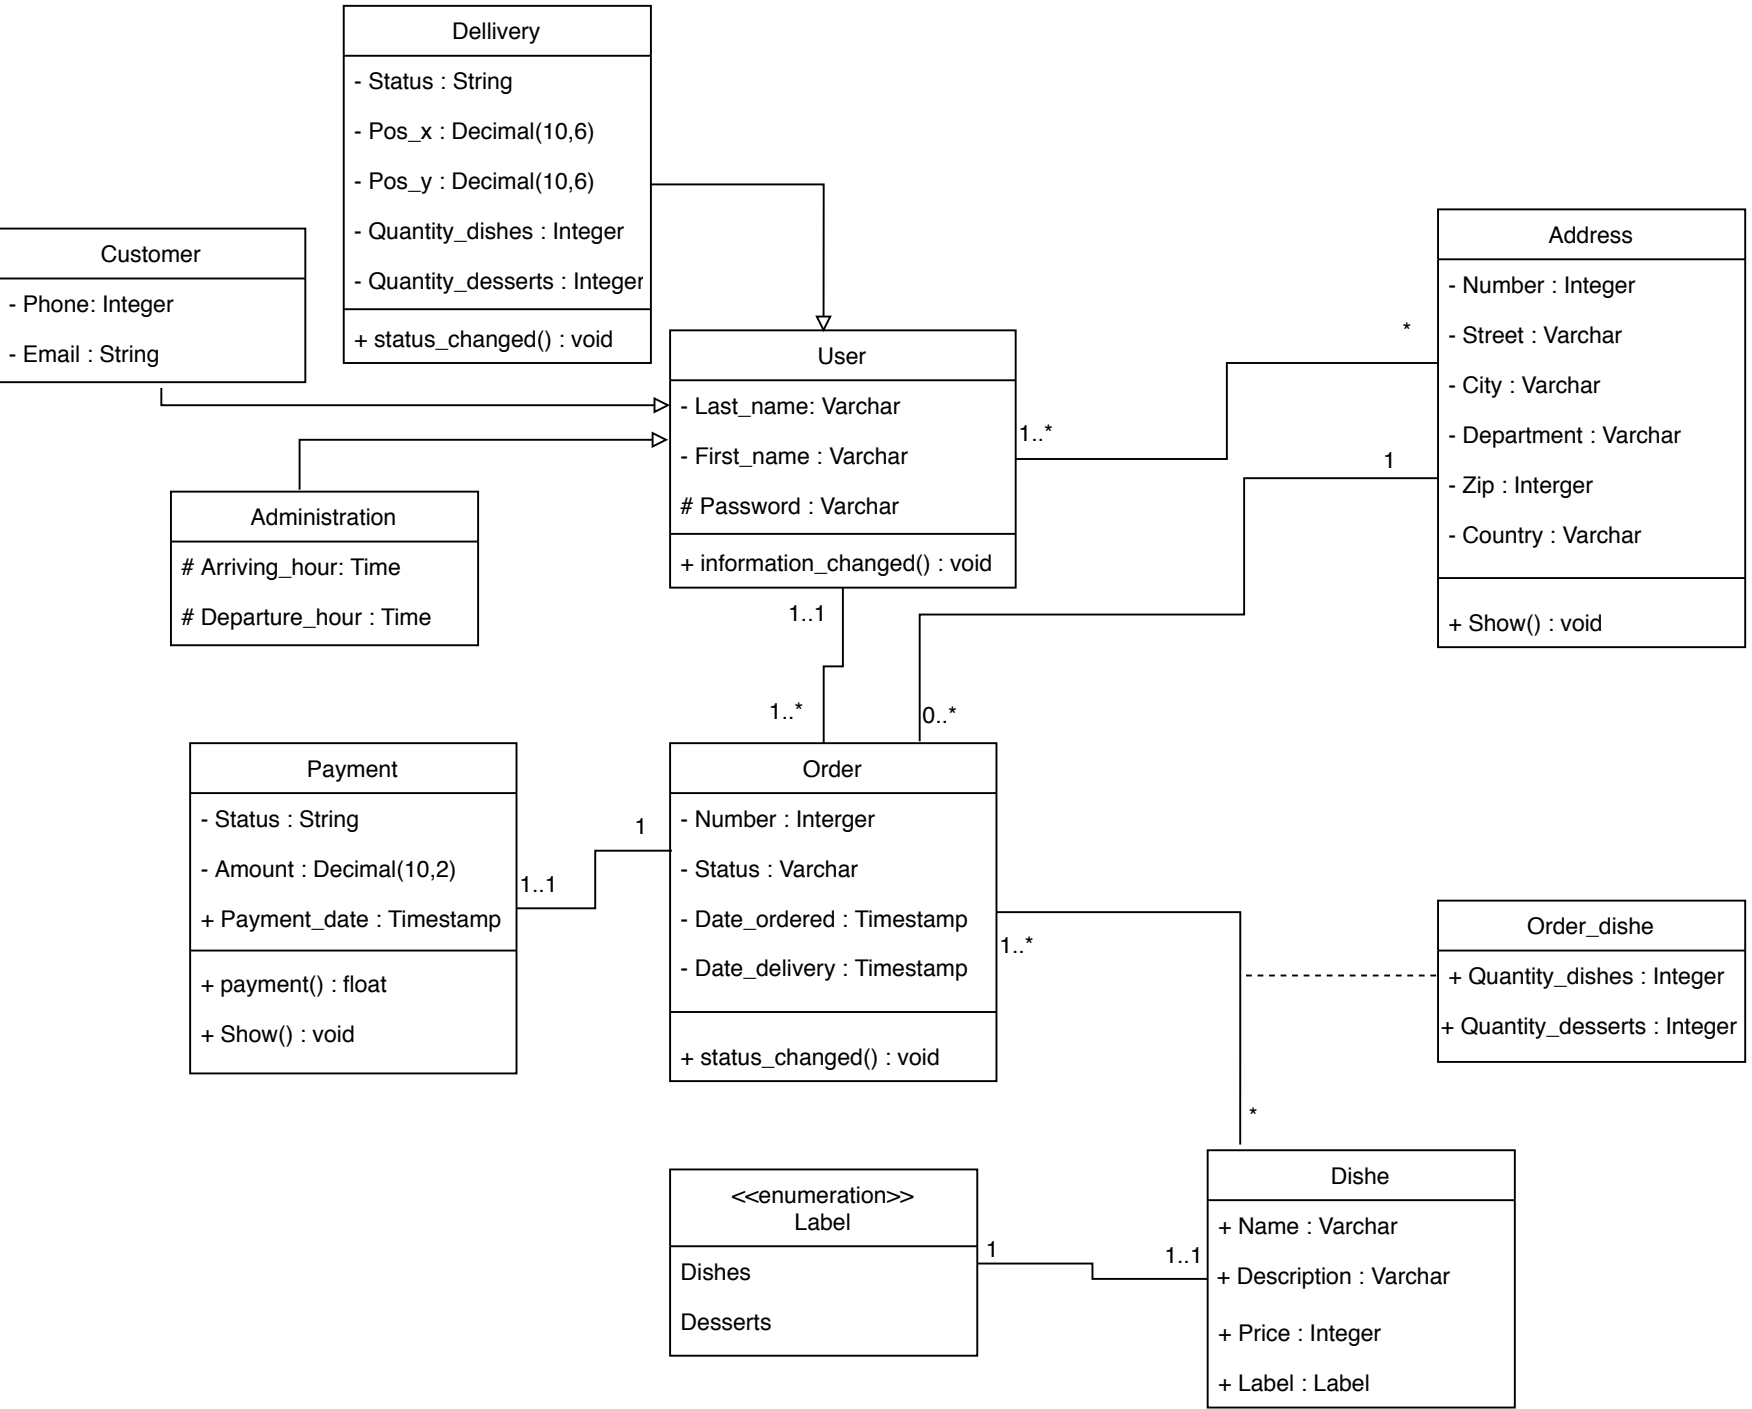 Dellivery
- Status : String
- Pos_x : Decimal(10,6)
- Pos_y : Decimal(10,6)
- Quantity_dishes : Integer
- Quantity_desserts : Integer
+ status_changed() : void
Customer
- Phone: Integer
- Email : String
User
- Last_name: Varchar
- First_name : Varchar
# Password : Varchar
+ information_changed() : void
Address
- Number : Integer
- Street : Varchar
- City : Varchar
- Department : Varchar
- Zip : Interger
- Country : Varchar
+ Show() : void
*
1..*
1
Administration
# Arriving_hour: Time
# Departure_hour : Time
1..1
1..*
0..*
Payment
- Status : String
- Amount : Decimal(10,2)
+ Payment_date : Timestamp
+ payment() : float
+ Show() : void
1
1..1
Order
- Number : Interger
- Status : Varchar
- Date_ordered : Timestamp
- Date_delivery : Timestamp
+ status_changed() : void
1..*
Order_dishe
+ Quantity_dishes : Integer
+ Quantity_desserts : Integer
*
<<enumeration>>
Label
Dishes
Desserts
1
1..1
Dishe
+ Name : Varchar
+ Description : Varchar
+ Price : Integer
+ Label : Label